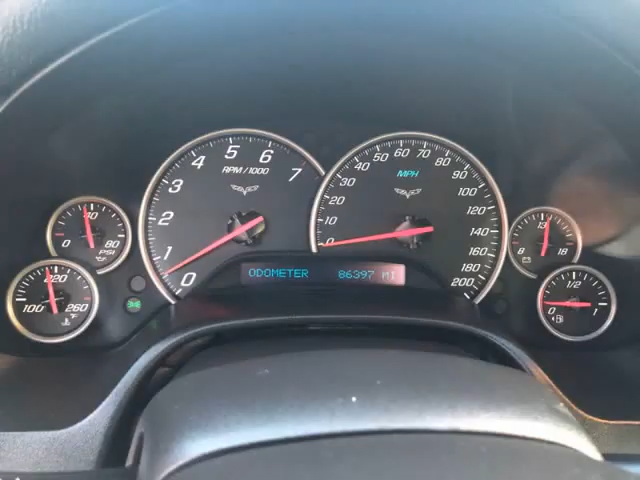 0 1 2 3 4 5 6 7
RPM/1000
0 10 20 30 40 50 60 70 80 90 100 120 140 160 180 200
MPH
0 40 80
PSI
100 220 260
°F
8 13 18
0 1/2 1
ODOMETER 86397 MI